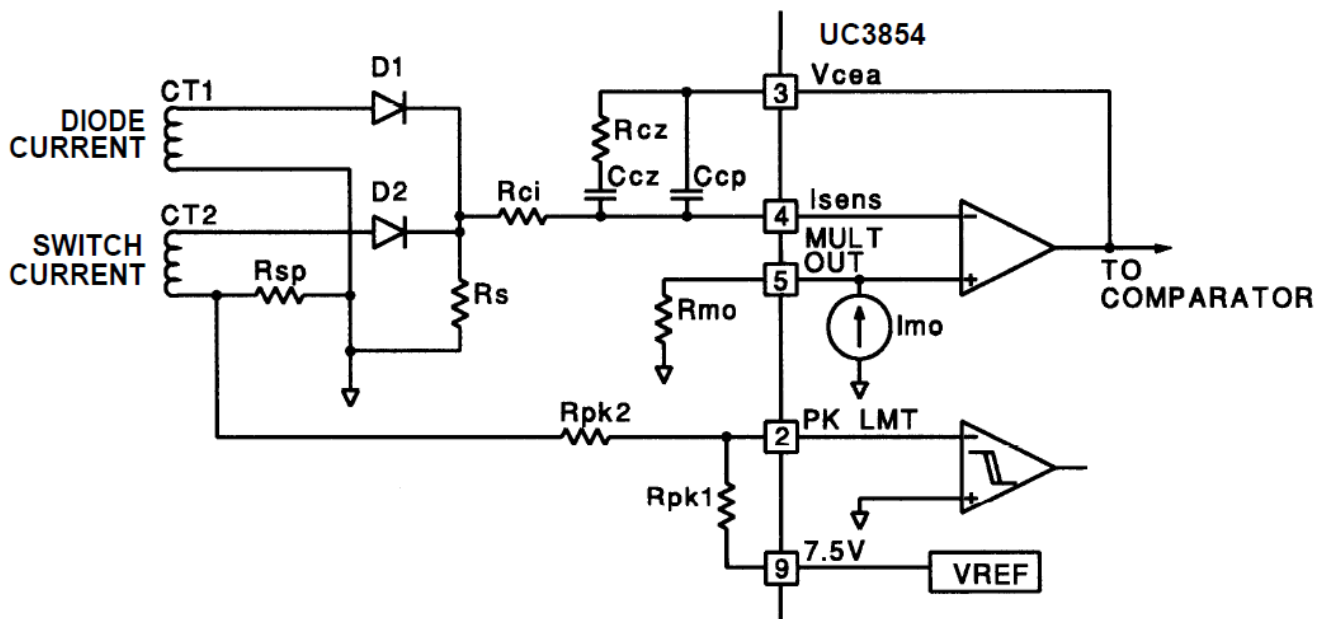 UC3854
CT1
DIODE
CURRENT
D1
3
Vcea
Rcz
Ccz
Ccp
D2
Rci
4
Isens
CT2
SWITCH
CURRENT
MULT
OUT
5
Rsp
Rs
Rmo
Imo
TO
COMPARATOR
Rpk2
2
PK LMT
Rpk1
9
7.5V
VREF
−
+
−
+